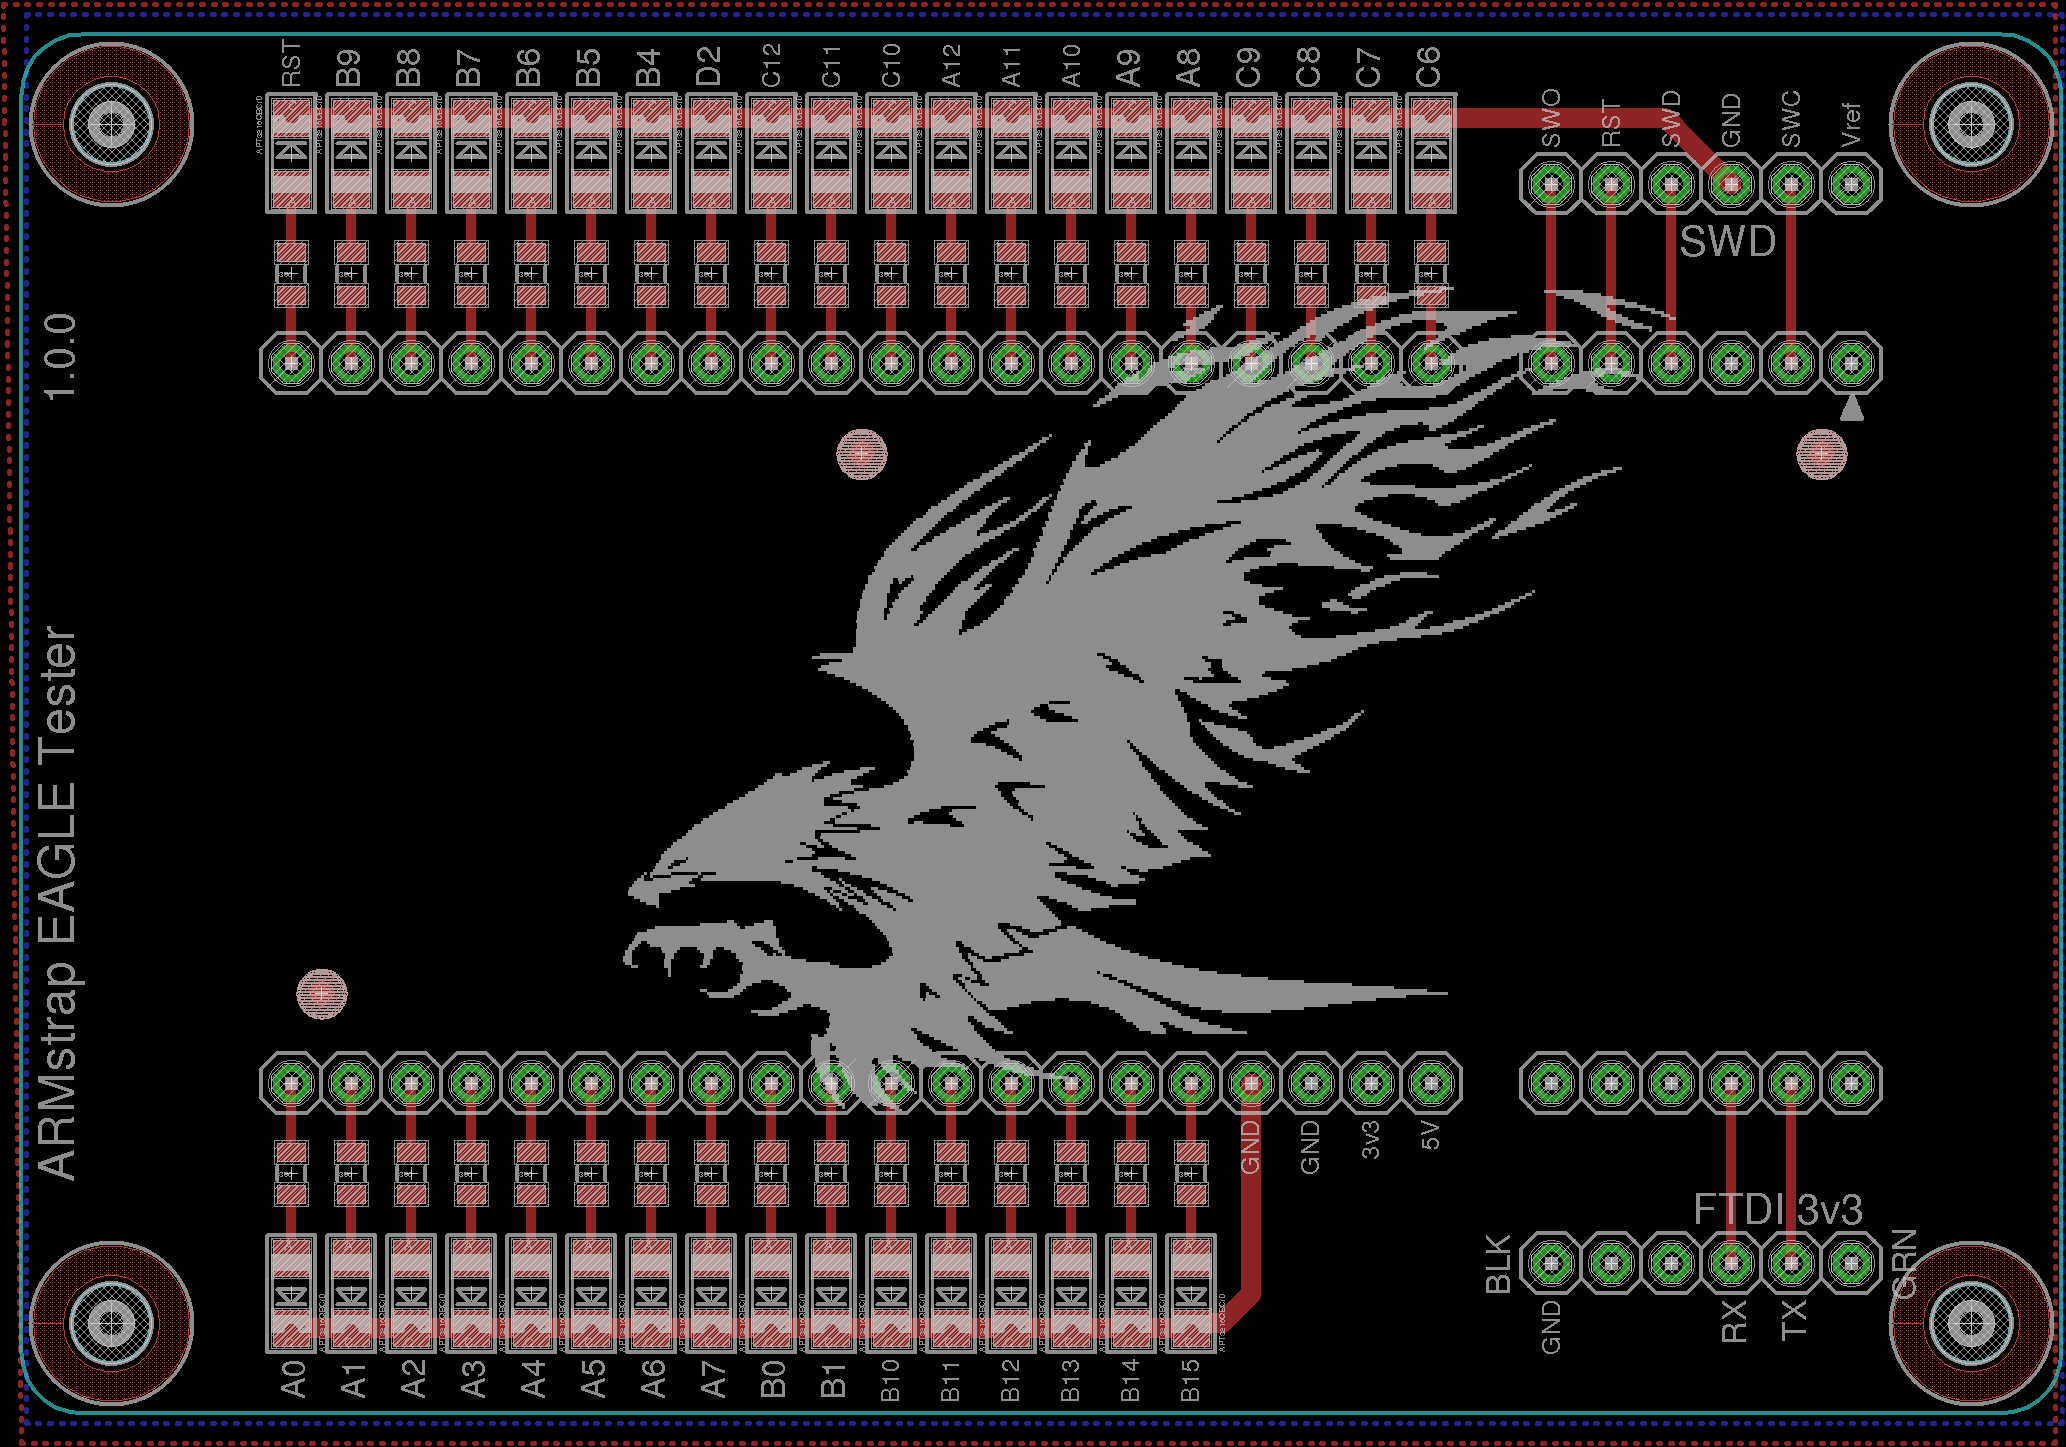 RST B9 B8 B7 B6 B5 B4 D2 C12 C11 C10 A12 A11 A10 A9 A8 C9 C8 C7 C6
SWO RST SWD GND SWC Vref
SWD
1.0.0
ARMstrap EAGLE Tester
GND GND 3v3 5V
FTDI 3v3
BLK GRN
GND RX TX
A0 A1 A2 A3 A4 A5 A6 A7 B0 B1 B10 B11 B12 B13 B14 B15